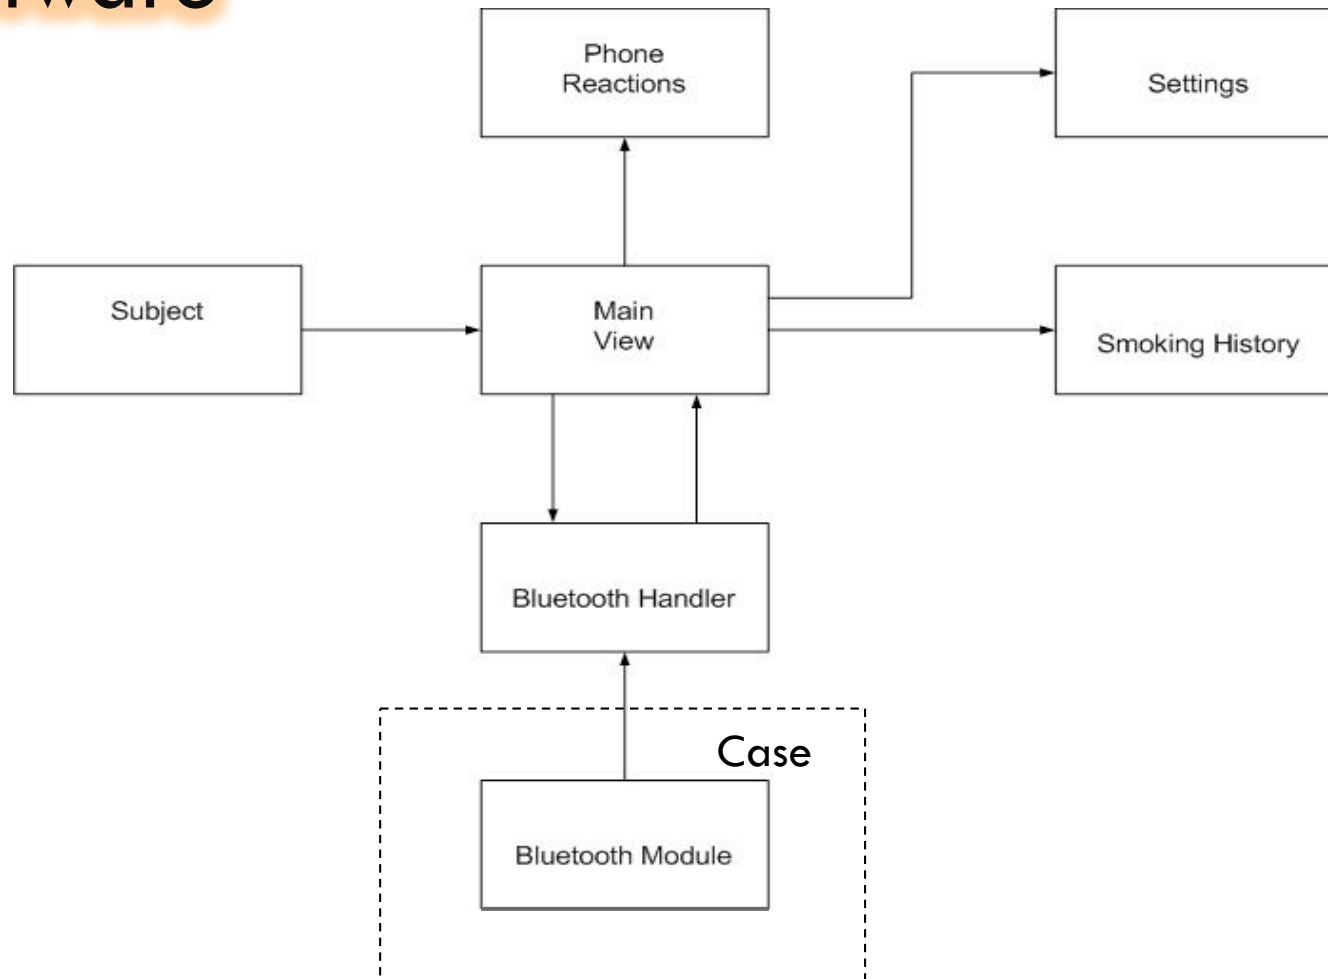 Phone
Reactions
Settings
Subject
Main
View
Smoking History
Bluetooth Handler
Case
Bluetooth Module